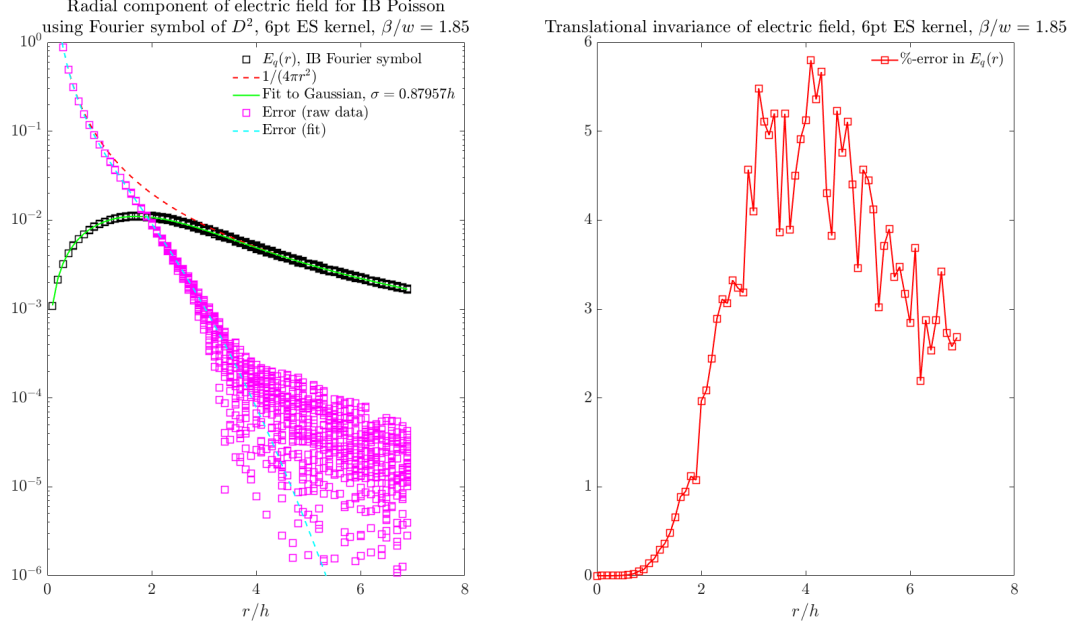 Radial component of electric field for IB Poisson
using Fourier symbol of D², 6pt ES kernel, β/w = 1.85
10⁰
10⁻¹
10⁻²
10⁻³
10⁻⁴
10⁻⁵
10⁻⁶
E_q(r), IB Fourier symbol
1/(4πr²)
Fit to Gaussian, σ = 0.87957h
Error (raw data)
Error (fit)
0 2 4 6 8
r/h
Translational invariance of electric field, 6pt ES kernel, β/w = 1.85
6
5
4
3
2
1
0
%-error in E_q(r)
0 2 4 6 8
r/h